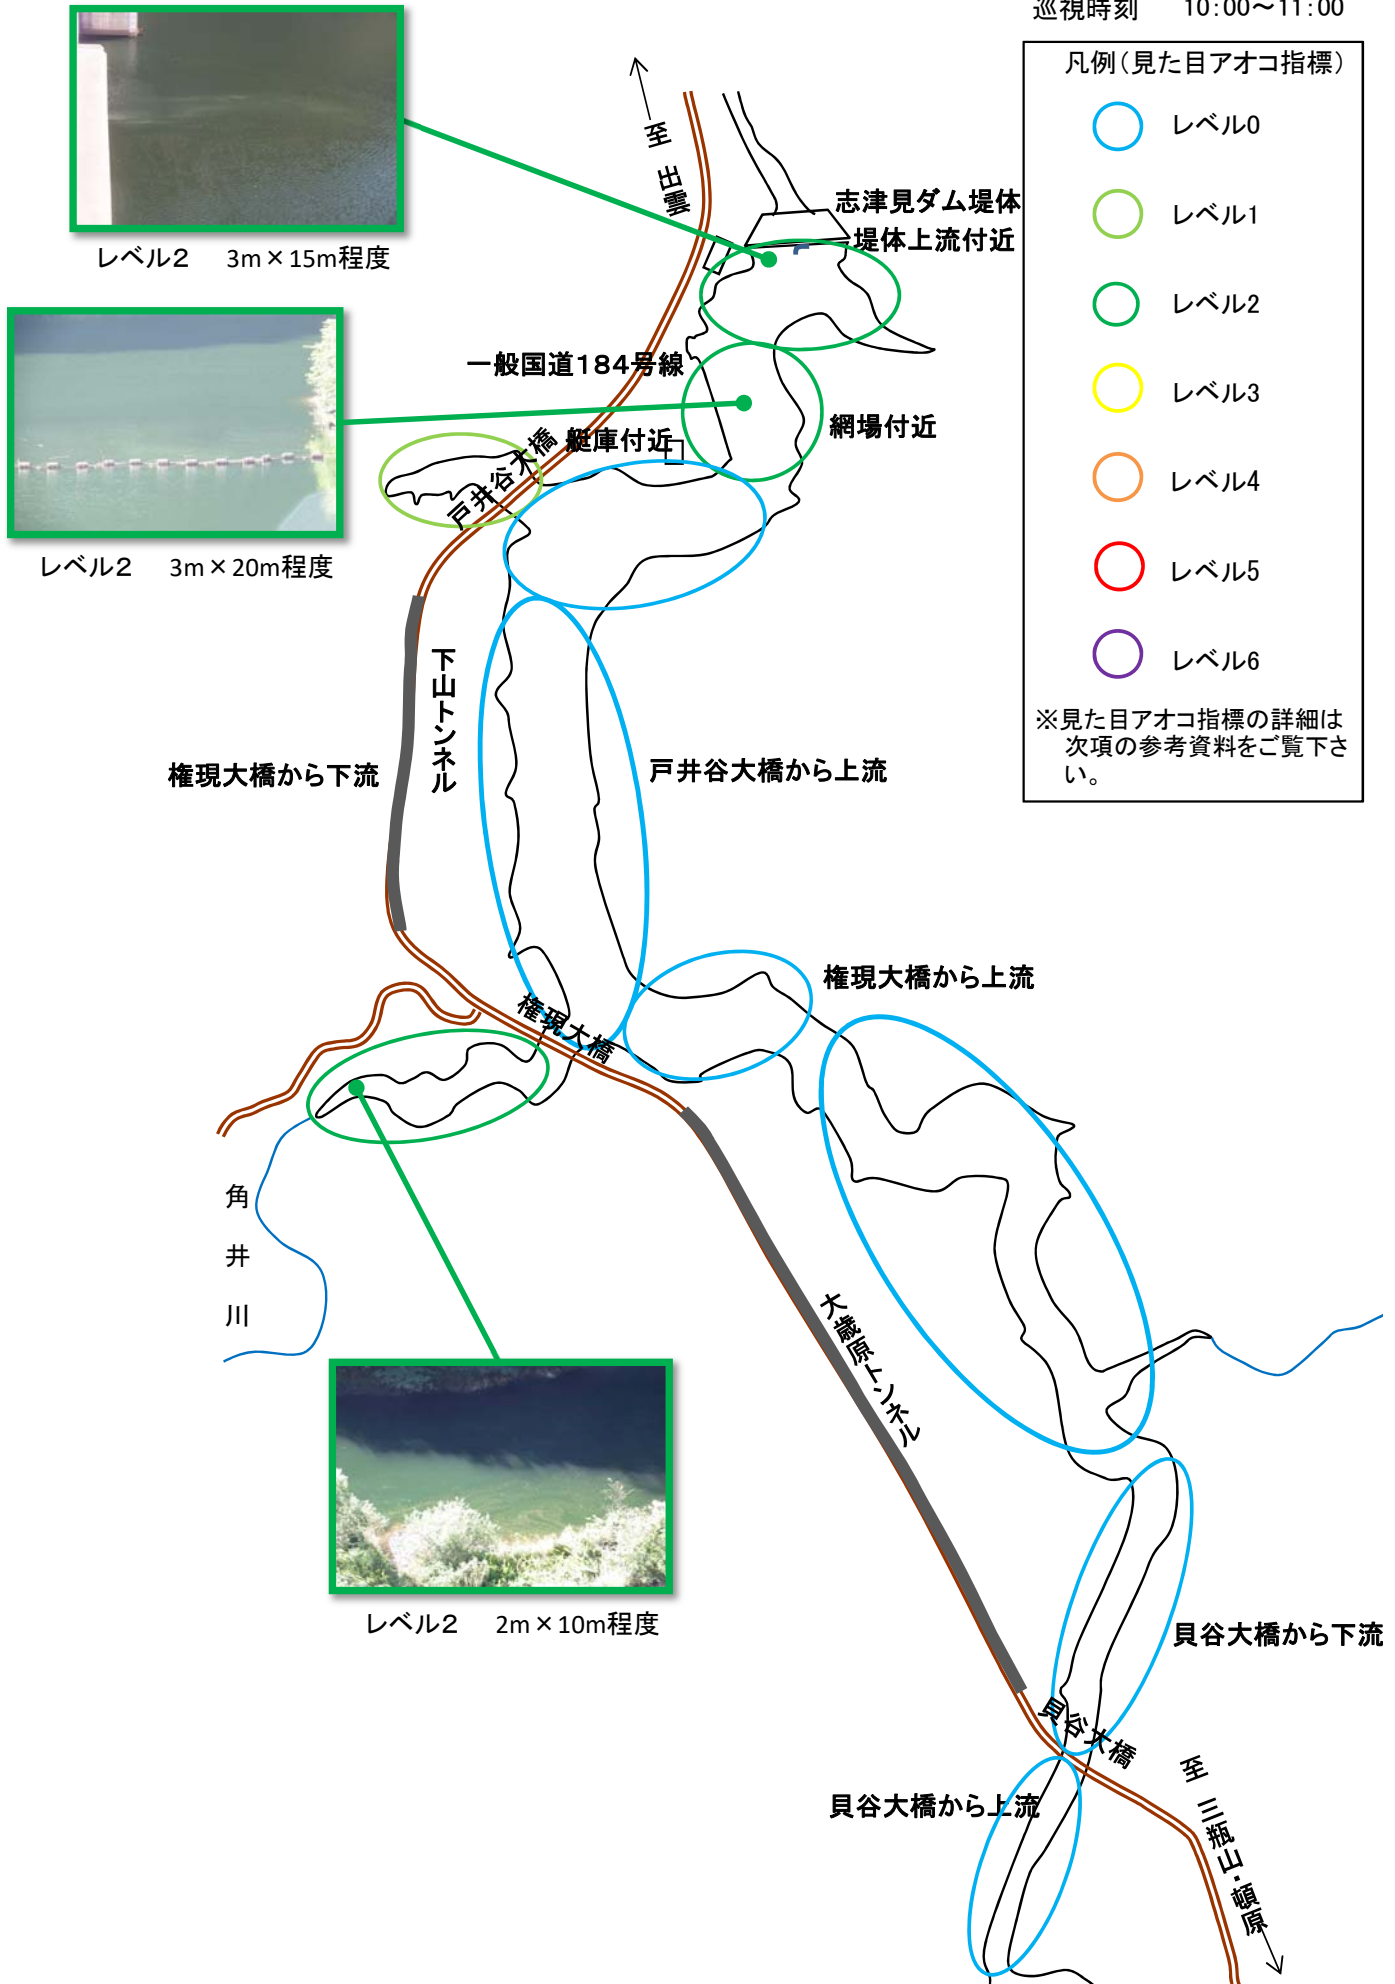 巡視時刻 10:00～11:00
凡例（見た目アオコ指標）
レベル0
レベル1
レベル2
レベル3
レベル4
レベル5
レベル6
※見た目アオコ指標の詳細は
次項の参考資料をご覧下さ
い。
至 出雲
志津見ダム堤体
堤体上流付近
レベル２ 3m×15m程度
一般国道184号線
網場付近
艇庫付近
戸井谷大橋
レベル２ 3m×20m程度
下山トンネル
権現大橋から下流
戸井谷大橋から上流
権現大橋から上流
権現大橋
角井川
大歳原トンネル
レベル２ 2m×10m程度
貝谷大橋から下流
貝谷大橋
貝谷大橋から上流
至 三瓶山・頓原